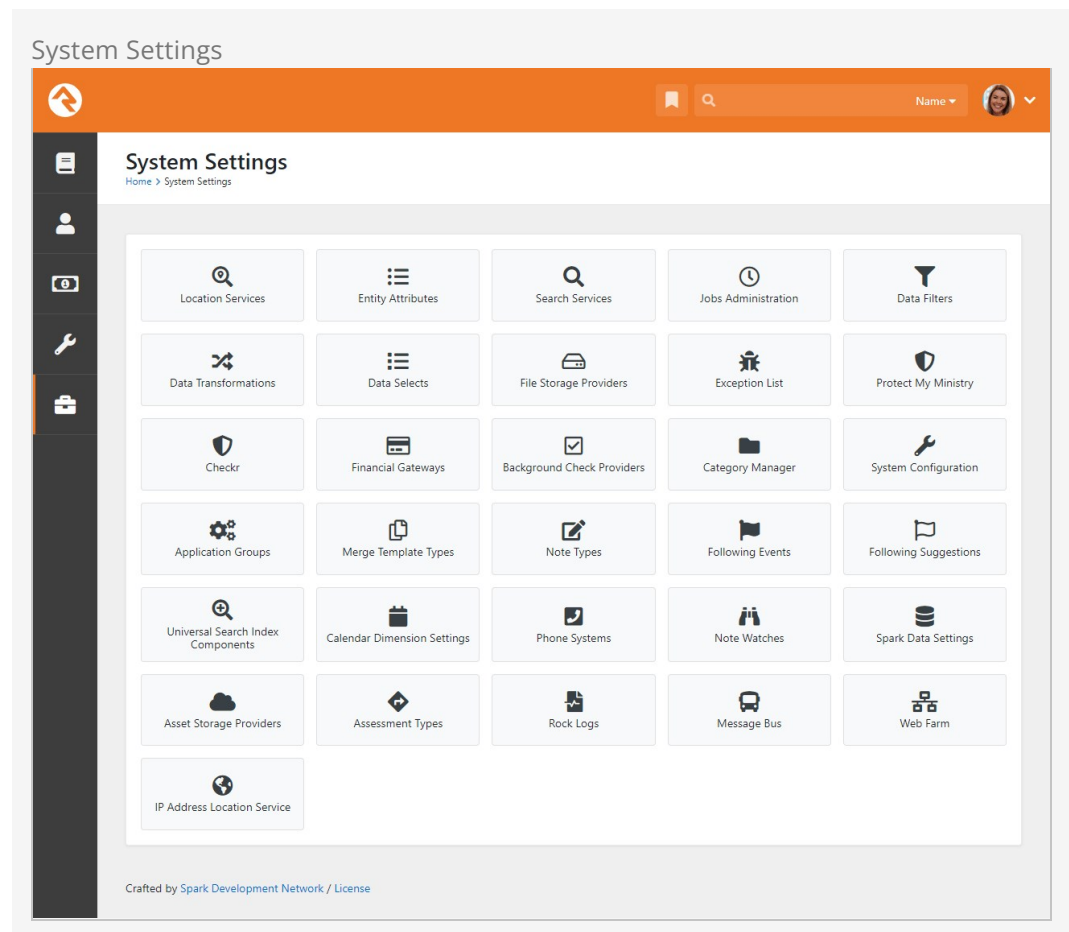 System Settings
Name
System Settings
Home > System Settings
Location Services
Entity Attributes
Search Services
Jobs Administration
Data Filters
Data Transformations
Data Selects
File Storage Providers
Exception List
Protect My Ministry
Checkr
Financial Gateways
Background Check Providers
Category Manager
System Configuration
Application Groups
Merge Template Types
Note Types
Following Events
Following Suggestions
Universal Search Index
Components
Calendar Dimension Settings
Phone Systems
Note Watches
Spark Data Settings
Asset Storage Providers
Assessment Types
Rock Logs
Message Bus
Web Farm
IP Address Location Service
Crafted by Spark Development Network / License